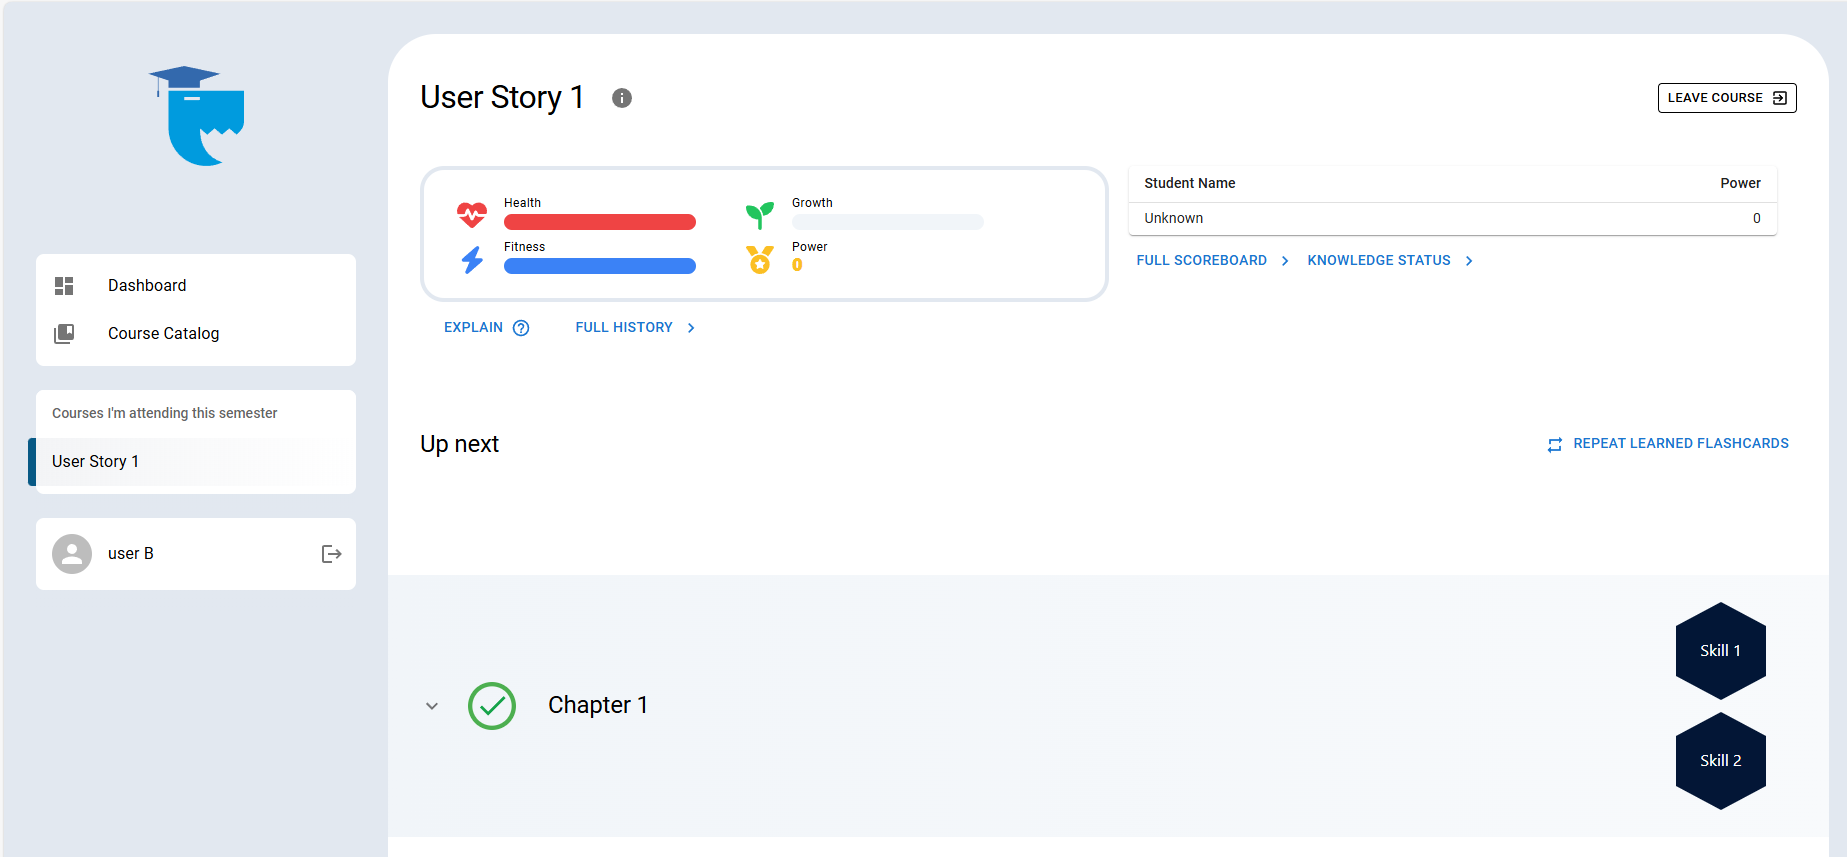 User Story 1
LEAVE COURSE
Health
Growth
Fitness
Power
0
EXPLAIN
FULL HISTORY
Student Name Power
Unknown 0
FULL SCOREBOARD
KNOWLEDGE STATUS
Dashboard
Course Catalog
Courses I'm attending this semester
User Story 1
user B
Up next
REPEAT LEARNED FLASHCARDS
Chapter 1
Skill 1
Skill 2